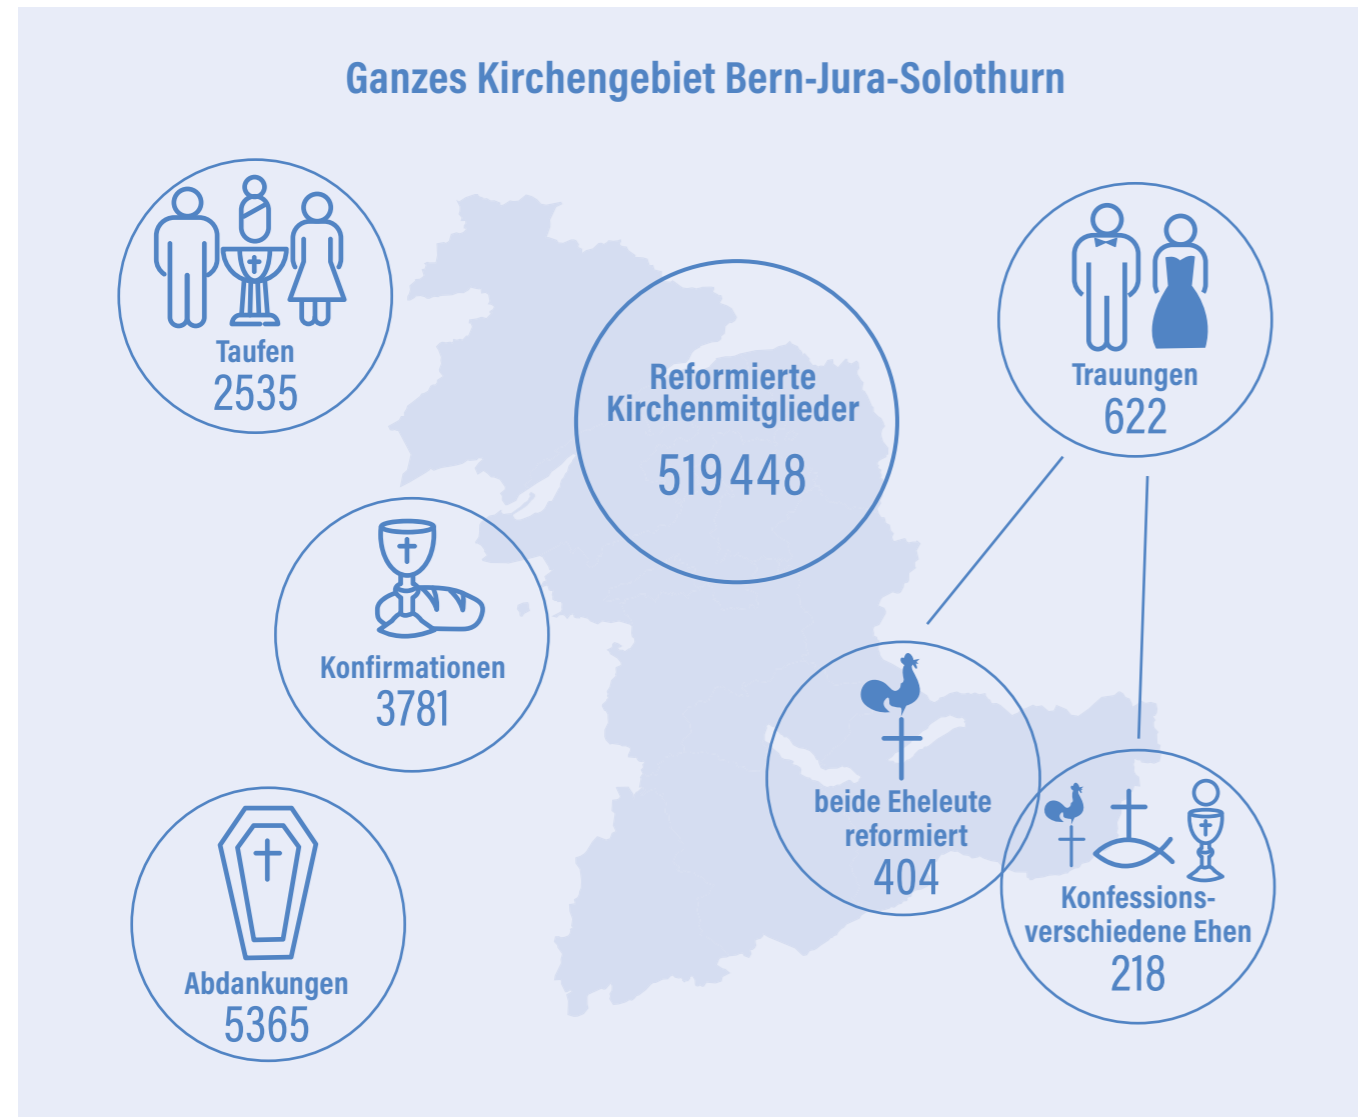 Ganzes Kirchengebiet Bern-Jura-Solothurn
Taufen
2535
Reformierte
Kirchenmitglieder
519 448
Trauungen
622
Konfirmationen
3781
beide Eheleute
reformiert
404
Konfessions-
verschiedene Ehen
218
Abdankungen
5365